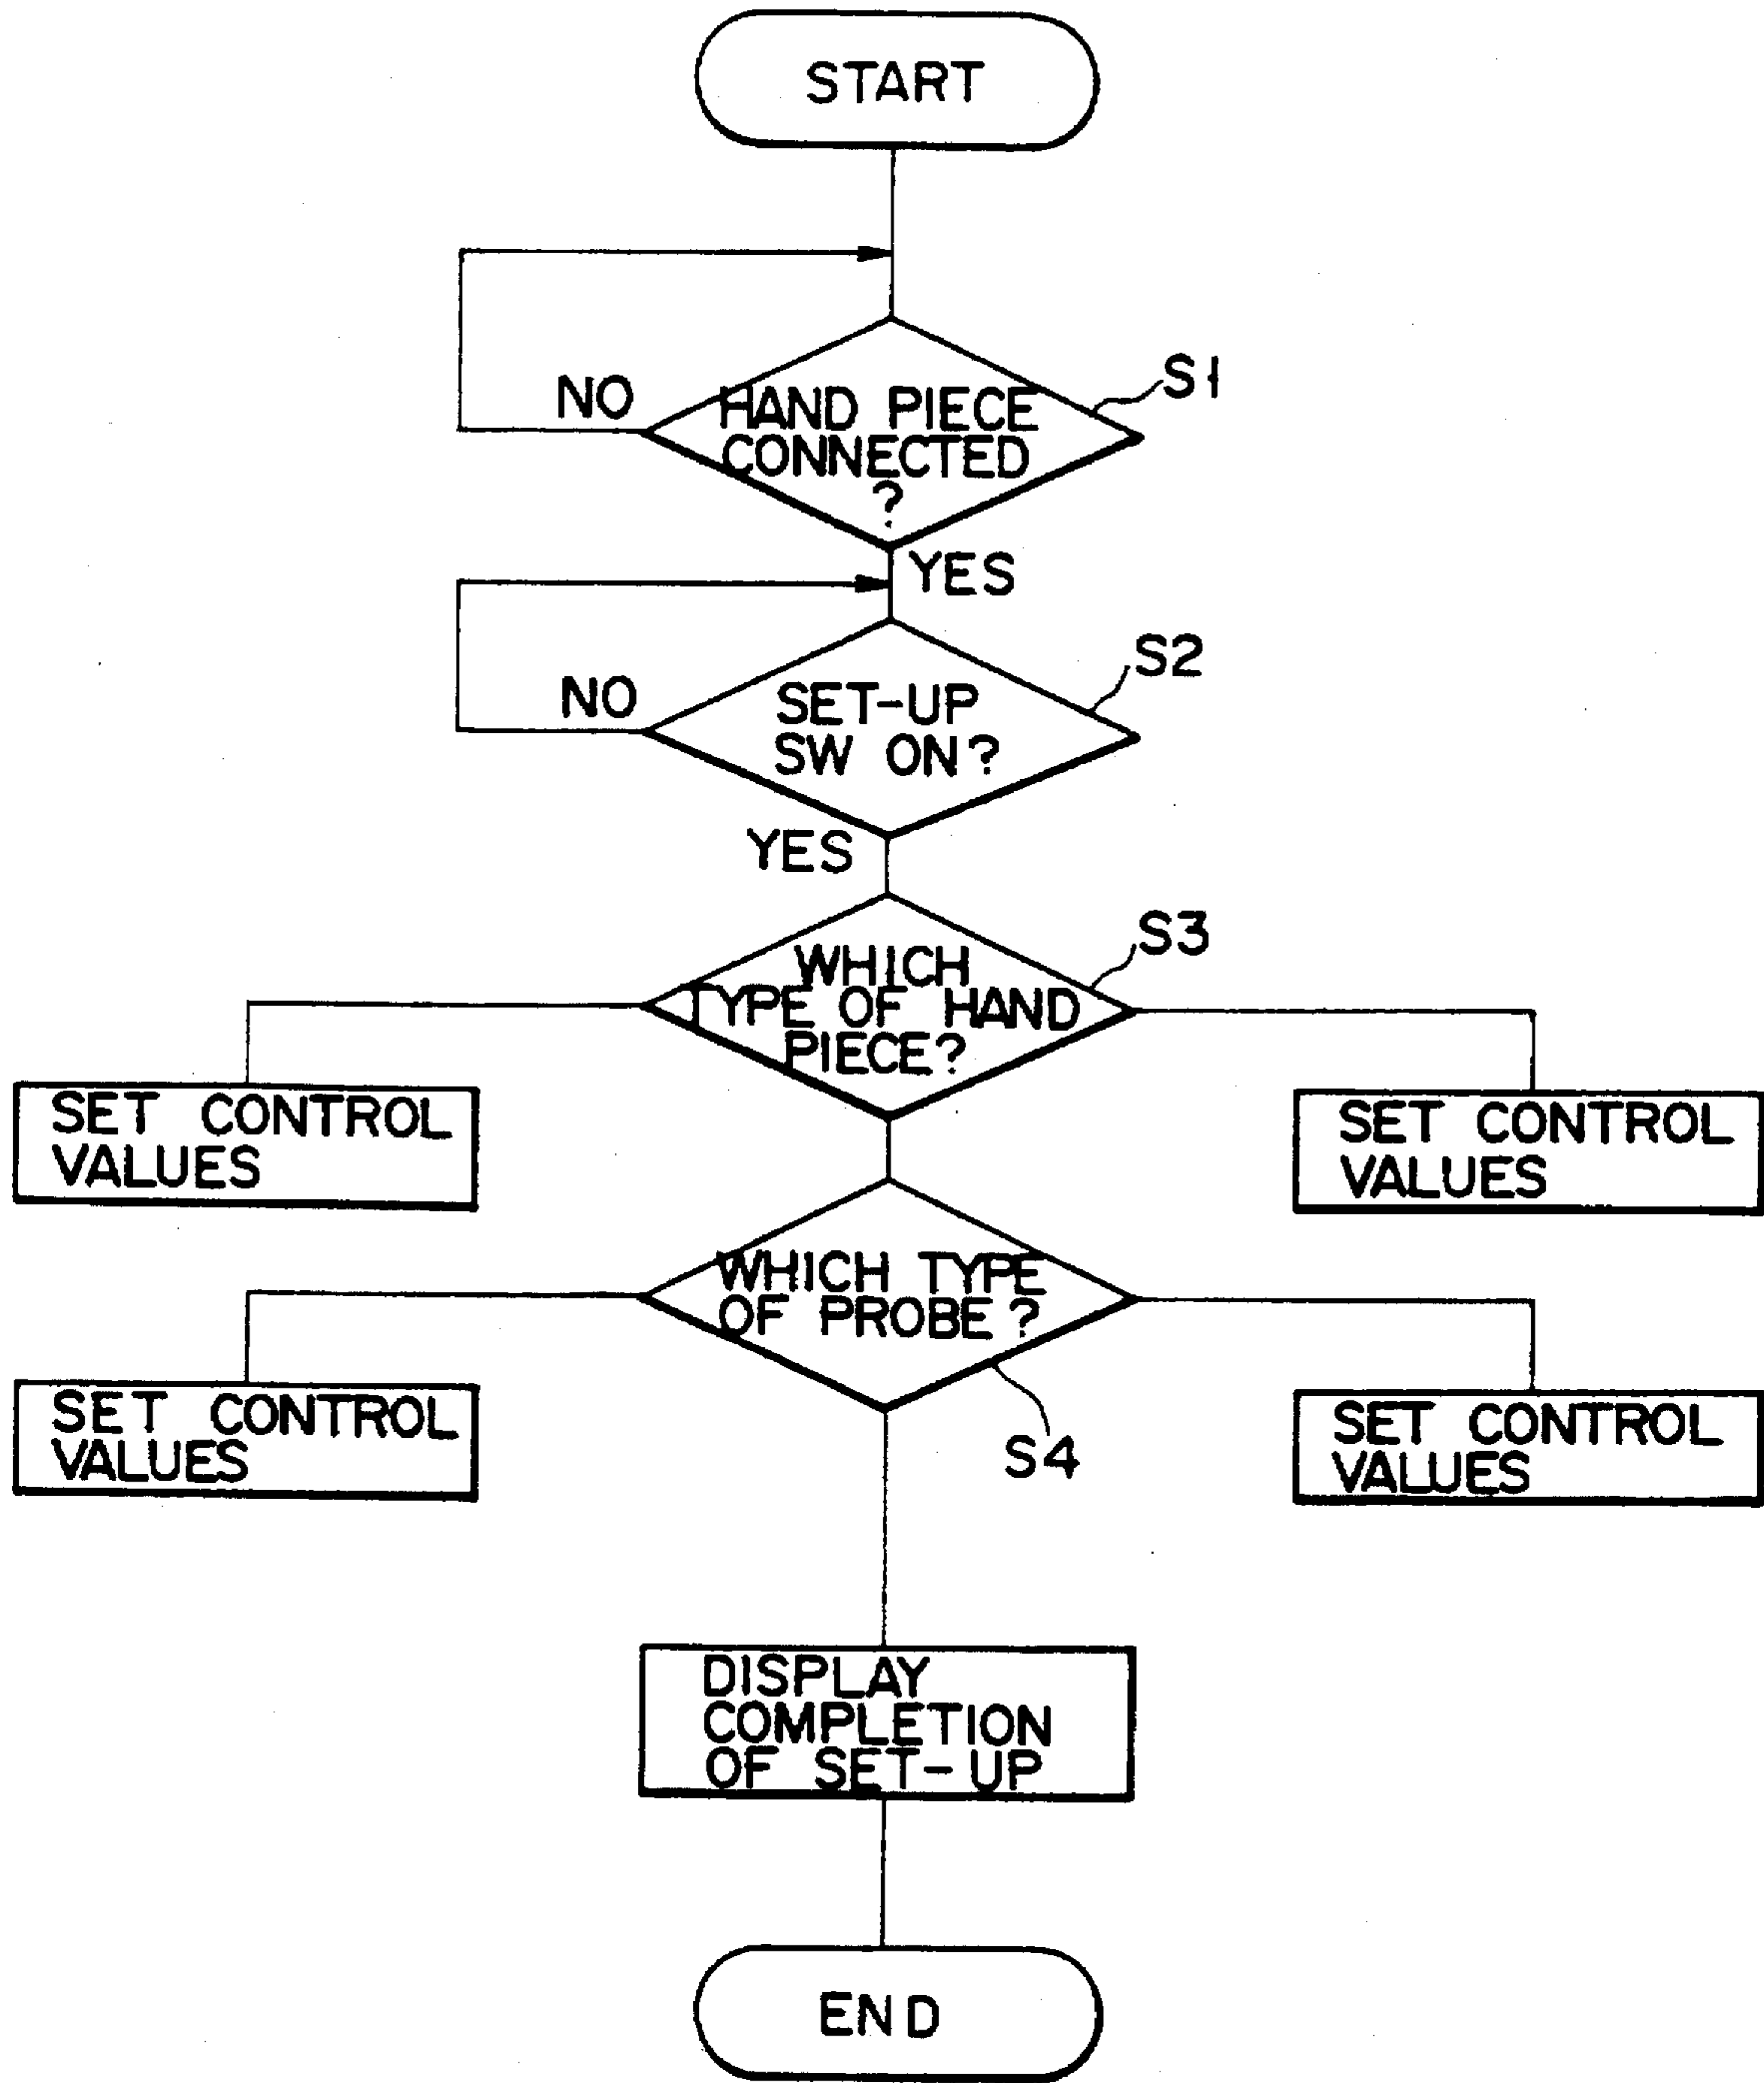 START
S1
NO
HAND PIECE
CONNECTED
?
YES
S2
NO
SET-UP
SW ON?
YES
S3
WHICH
TYPE OF HAND
PIECE?
SET CONTROL
VALUES
SET CONTROL
VALUES
WHICH TYPE
OF PROBE?
S4
SET CONTROL
VALUES
SET CONTROL
VALUES
DISPLAY
COMPLETION
OF SET-UP
END